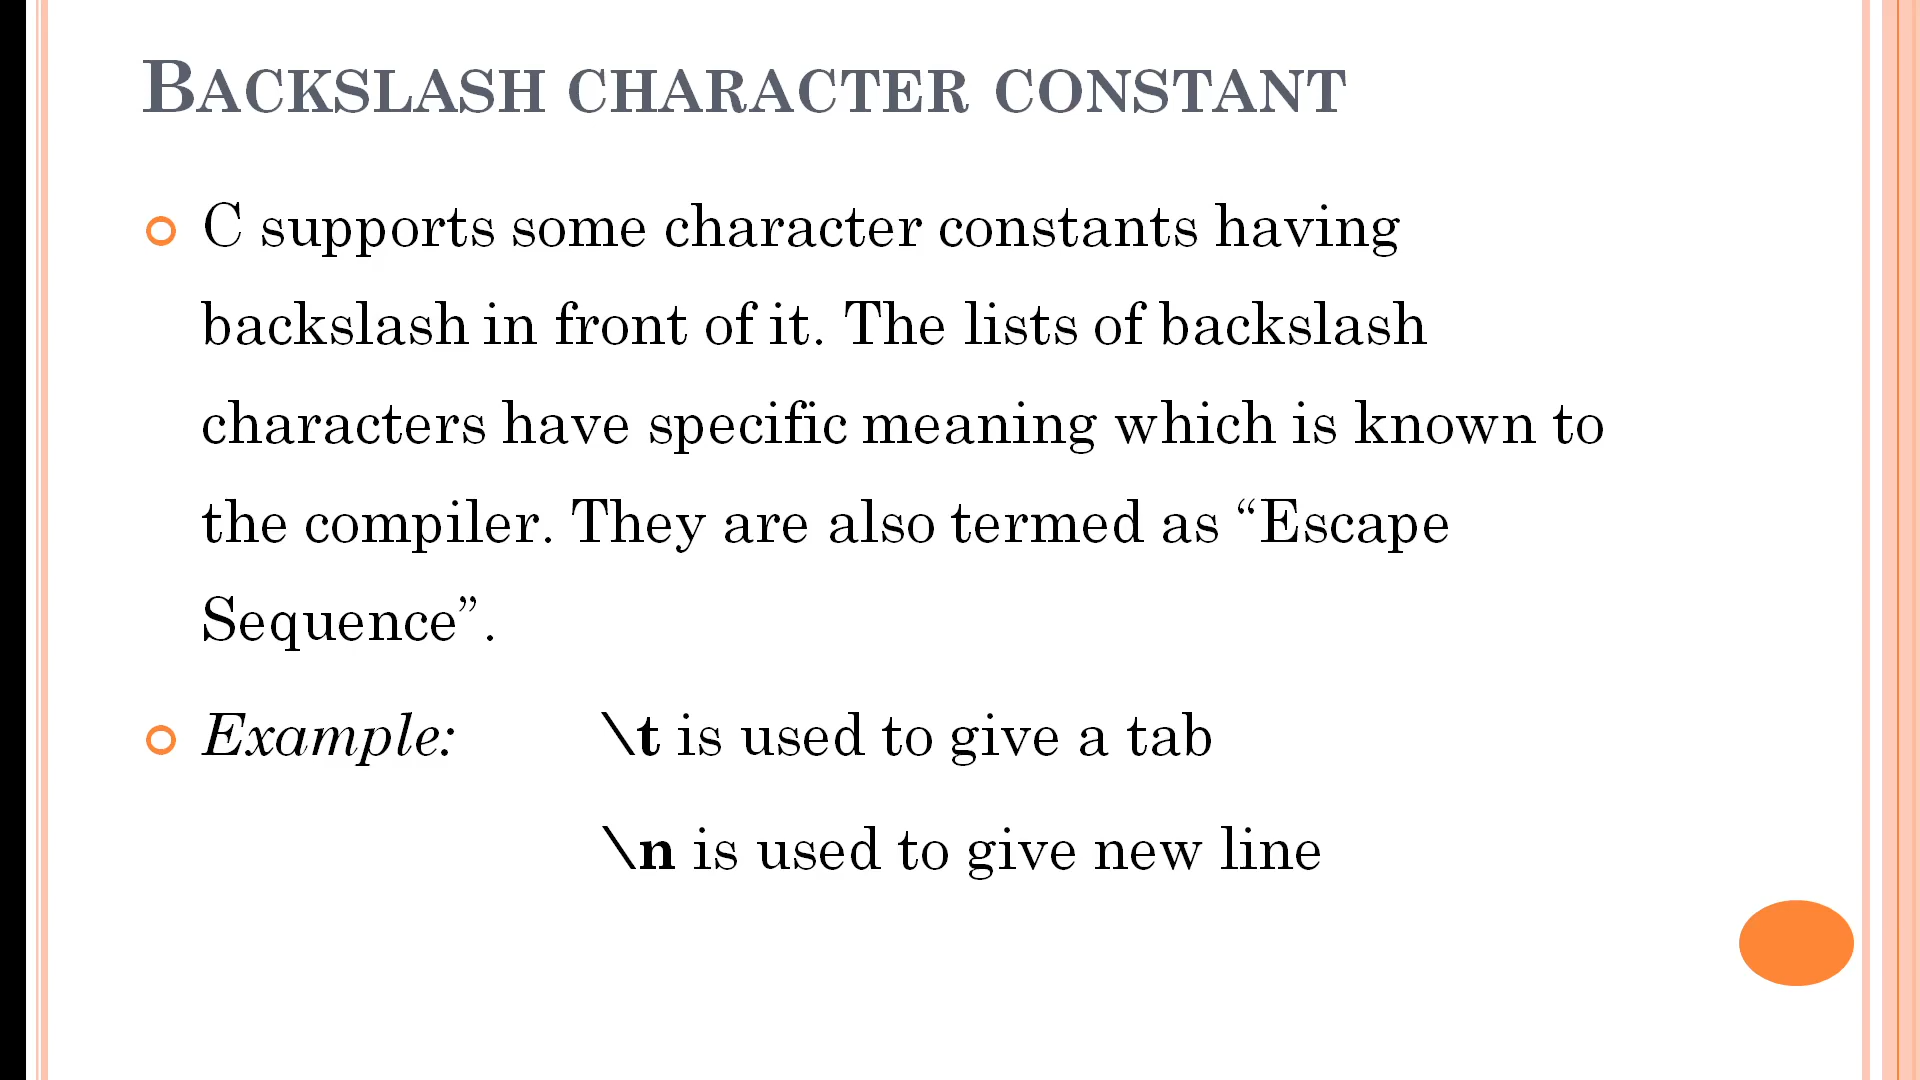 BACKSLASH CHARACTER CONSTANT
C supports some character constants having
backslash in front of it. The lists of backslash
characters have specific meaning which is known to
the compiler. They are also termed as “Escape
Sequence”.
Example: \t is used to give a tab
\n is used to give new line